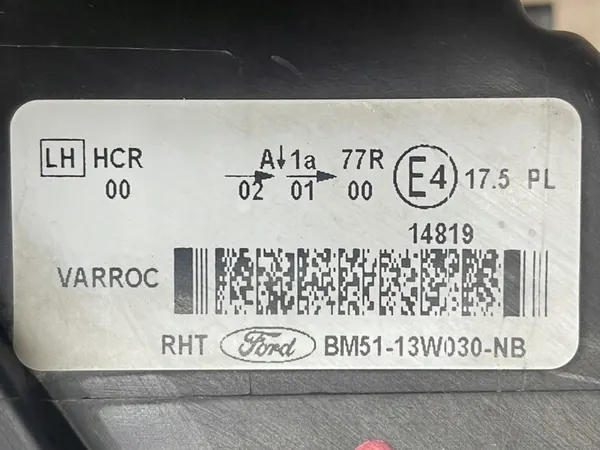 LH HCR A↓1a 77R E4 17.5 PL
00 02 01 00
14819
VARROC
RHT Ford BM51-13W030-NB